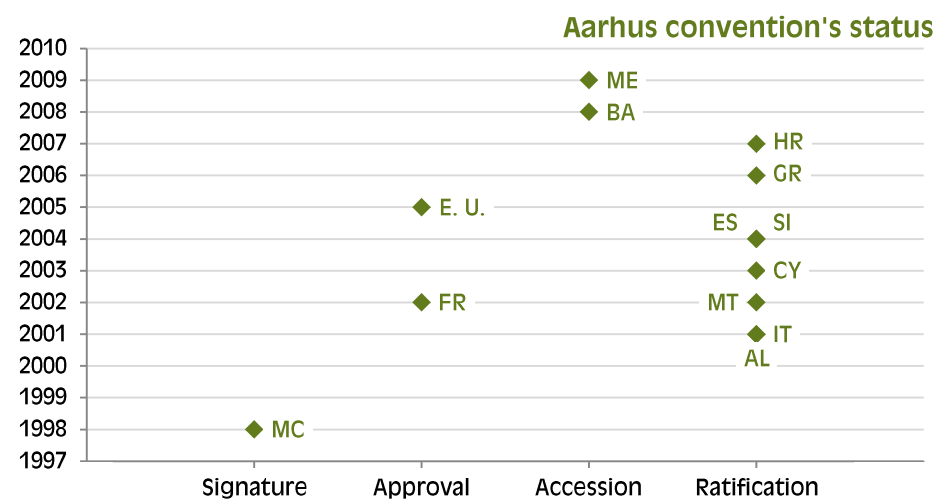 Aarhus convention's status
2010
2009 ME
2008 BA
2007 HR
2006 GR
2005 E. U.
ES SI
2004
2003 CY
2002 FR MT
2001 IT
AL
2000
1999
1998 MC
1997
Signature Approval Accession Ratification